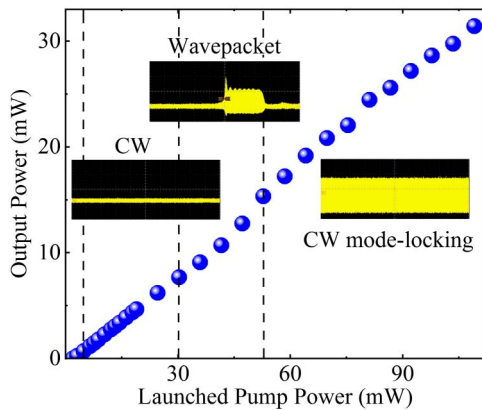 30
20
10
0
Output Power (mW)
Wavepacket
CW
CW mode-locking
30
60
90
Launched Pump Power (mW)